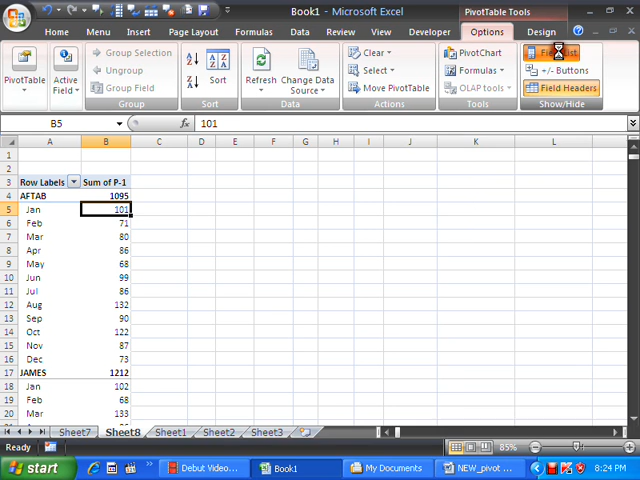 Book1 - Microsoft Excel
PivotTable Tools
Home Menu Insert Page Layout Formulas Data Review View Developer Options Design
PivotTable
Active Field
Group Selection
Ungroup
Group Field
Group
Sort
Refresh
Change Data Source
Data
Clear
Select
Move PivotTable
Actions
PivotChart
Formulas
OLAP tools
Tools
+/- Buttons
Field Headers
Show/Hide
B5 fx 101
A B C D E F G H I J K L
1
2
3 Row Labels Sum of P-1
4 AFTAB 1095
5 Jan 101
6 Feb 71
7 Mar 80
8 Apr 86
9 May 68
10 Jun 99
11 Jul 86
12 Aug 132
13 Sep 90
14 Oct 122
15 Nov 87
16 Dec 73
17 JAMES 1212
18 Jan 102
19 Feb 68
20 Mar 133
Sheet7 Sheet8 Sheet1 Sheet2 Sheet3
Ready 85%
start Debut Video... Book1 My Documents NEW_pivot ... 8:24 PM